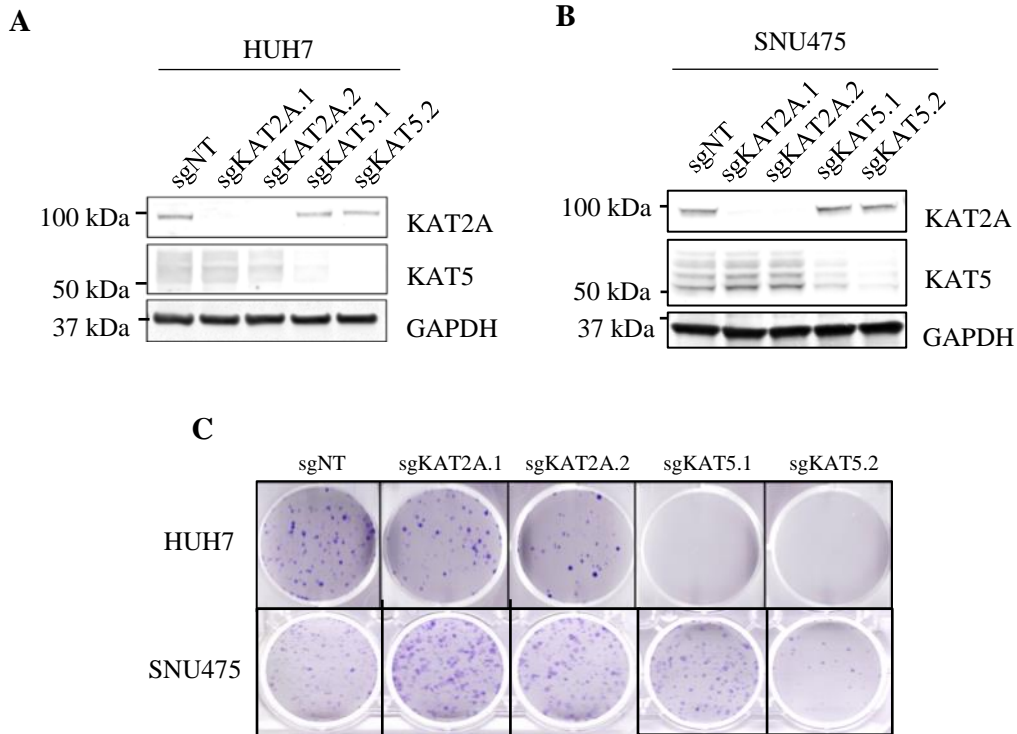 A
HUH7
sgNT sgKAT2A.1 sgKAT2A.2 sgKAT5.1 sgKAT5.2
100 kDa KAT2A
KAT5
50 kDa
37 kDa GAPDH
B
SNU475
sgNT sgKAT2A.1 sgKAT2A.2 sgKAT5.1 sgKAT5.2
100 kDa KAT2A
KAT5
50 kDa
37 kDa GAPDH
C
sgNT sgKAT2A.1 sgKAT2A.2 sgKAT5.1 sgKAT5.2
HUH7
SNU475